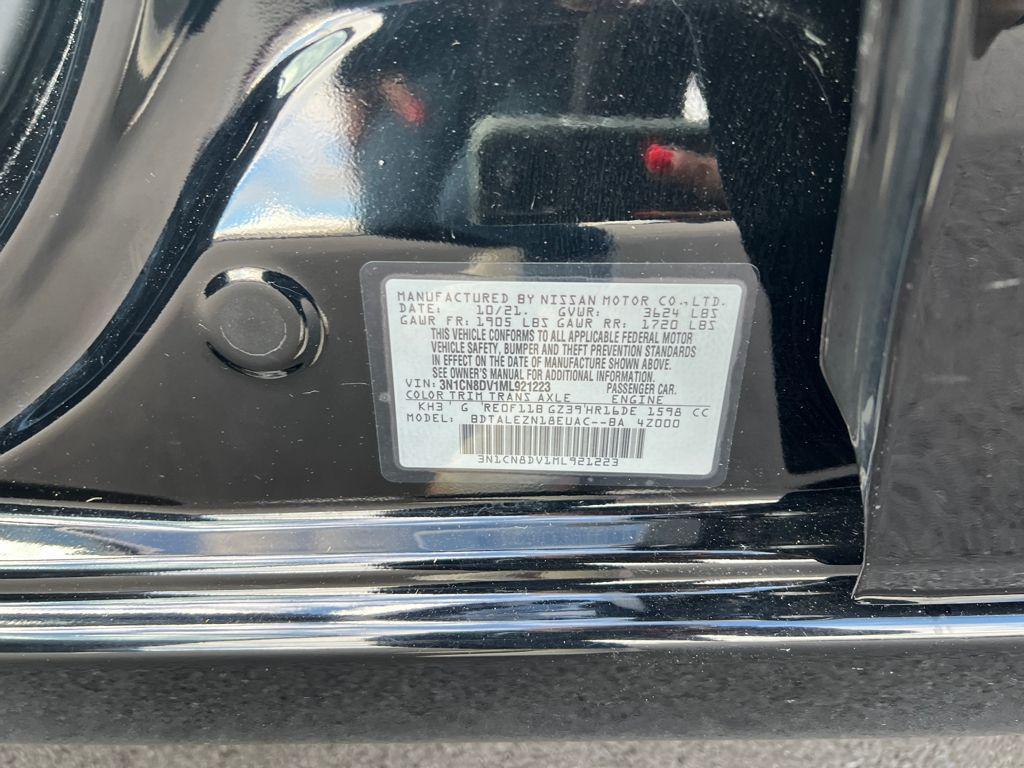 MANUFACTURED BY NISSAN MOTOR CO.,LTD.
DATE: 10/21. GVWR: 3624 LBS
GAWR FR: 1905 LBS GAWR RR: 1720 LBS
THIS VEHICLE CONFORMS TO ALL APPLICABLE FEDERAL MOTOR
VEHICLE SAFETY, BUMPER AND THEFT PREVENTION STANDARDS
IN EFFECT ON THE DATE OF MANUFACTURE SHOWN ABOVE.
SEE OWNER'S MANUAL FOR ADDITIONAL INFORMATION.
VIN: 3N1CN8DV1ML921223 PASSENGER CAR.
COLOR TRIM TRANS AXLE ENGINE
KH3' G 'RE0F11B GZ39'HR16DE 1598 CC
MODEL: BDTALEZN18EUAC--BA 4Z000
3N1CN8DV1ML921223